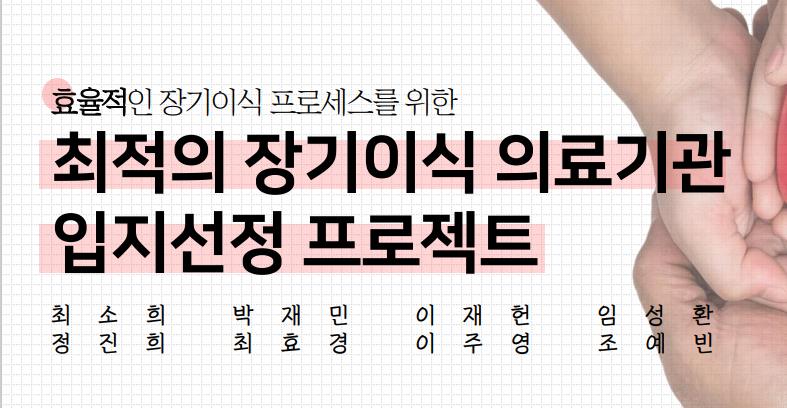 효율적인 장기이식 프로세스를 위한
최적의 장기이식 의료기관
입지선정 프로젝트
최소희 박재민 이재헌 임성환
정진희 최효경 이주영 조예빈